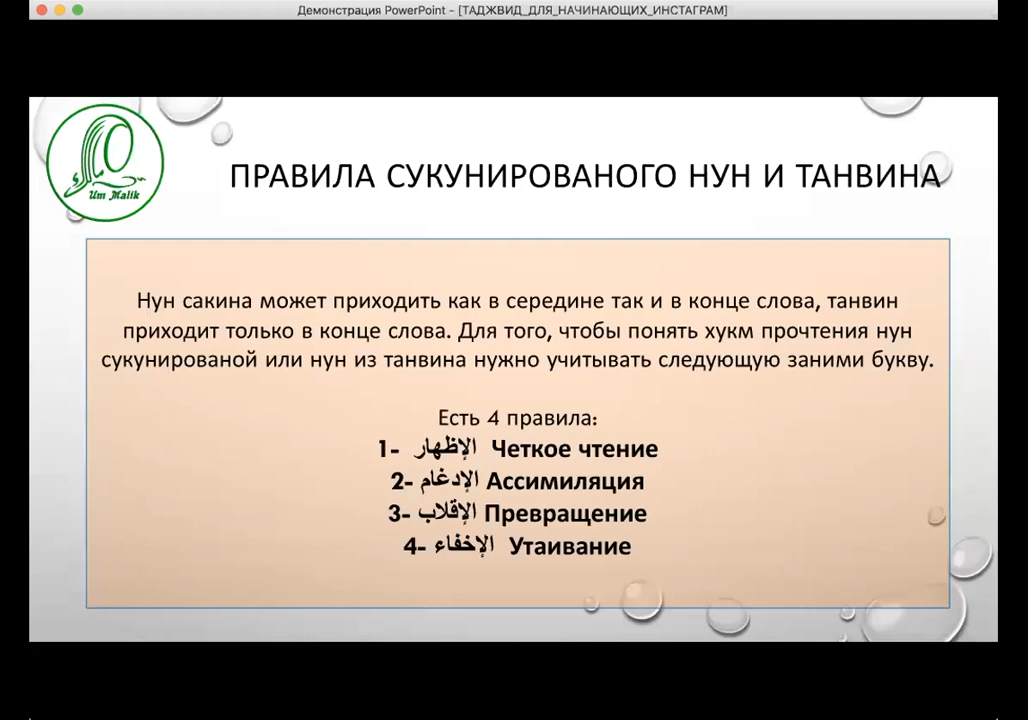 Демонстрация PowerPoint - [ТАДЖВИД_ДЛЯ_НАЧИНАЮЩИХ_ИНСТАГРАМ]
Um Malik
ПРАВИЛА СУКУНИРОВАНОГО НУН И ТАНВИНА
Нун сакина может приходить как в середине так и в конце слова, танвин
приходит только в конце слова. Для того, чтобы понять хукм прочтения нун
сукунированой или нун из танвина нужно учитывать следующую заними букву.
Есть 4 правила:
1- الإظهار Четкое чтение
2- الإدغام Ассимиляция
3- الإقلاب Превращение
4- الإخفاء Утаивание